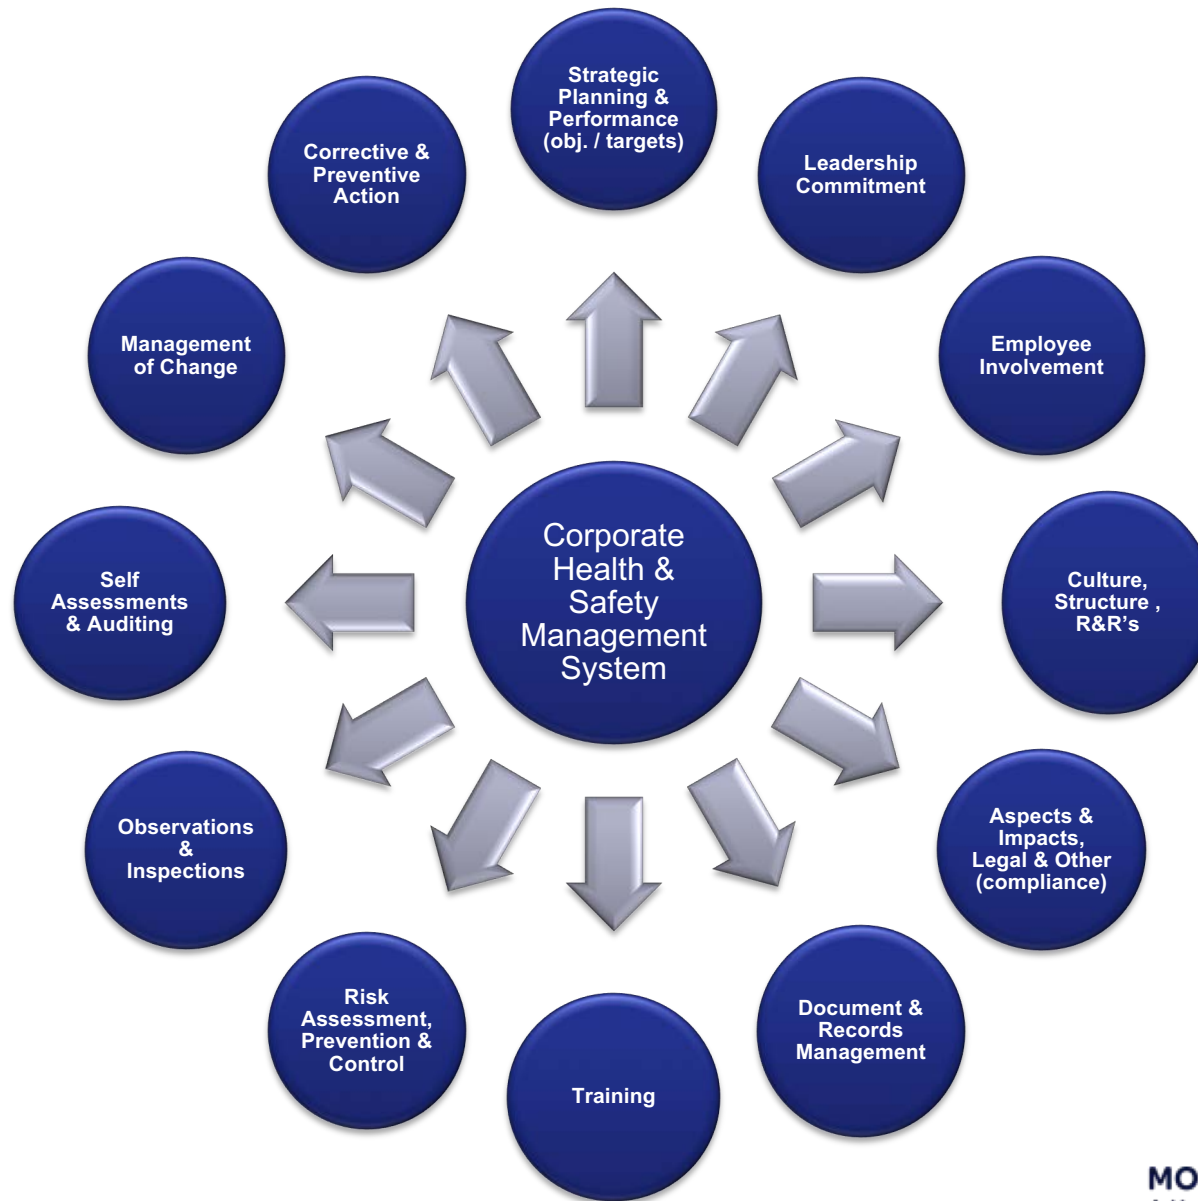 Strategic
Planning &
Performance
(obj. / targets)
Leadership
Commitment
Employee
Involvement
Culture,
Structure ,
R&R’s
Aspects &
Impacts,
Legal & Other
(compliance)
Document &
Records
Management
Training
Risk
Assessment,
Prevention &
Control
Observations
&
Inspections
Self
Assessments
& Auditing
Management
of Change
Corrective &
Preventive
Action
Corporate
Health &
Safety
Management
System
MO